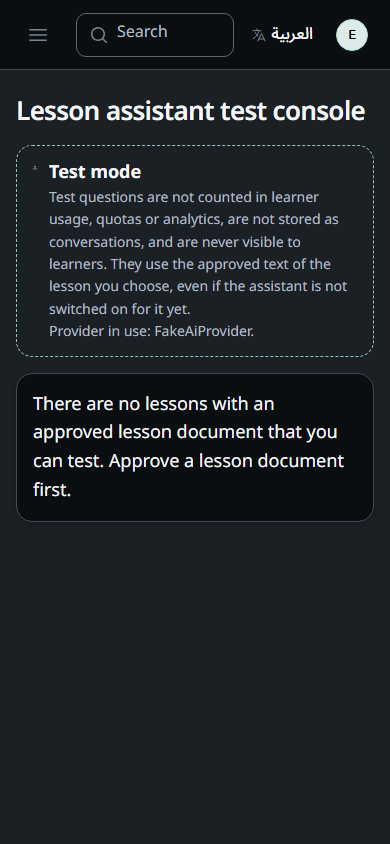 Search
العربية
E
Lesson assistant test console
Test mode
Test questions are not counted in learner
usage, quotas or analytics, are not stored as
conversations, and are never visible to
learners. They use the approved text of the
lesson you choose, even if the assistant is not
switched on for it yet.
Provider in use: FakeAiProvider.
There are no lessons with an
approved lesson document that you
can test. Approve a lesson document
first.